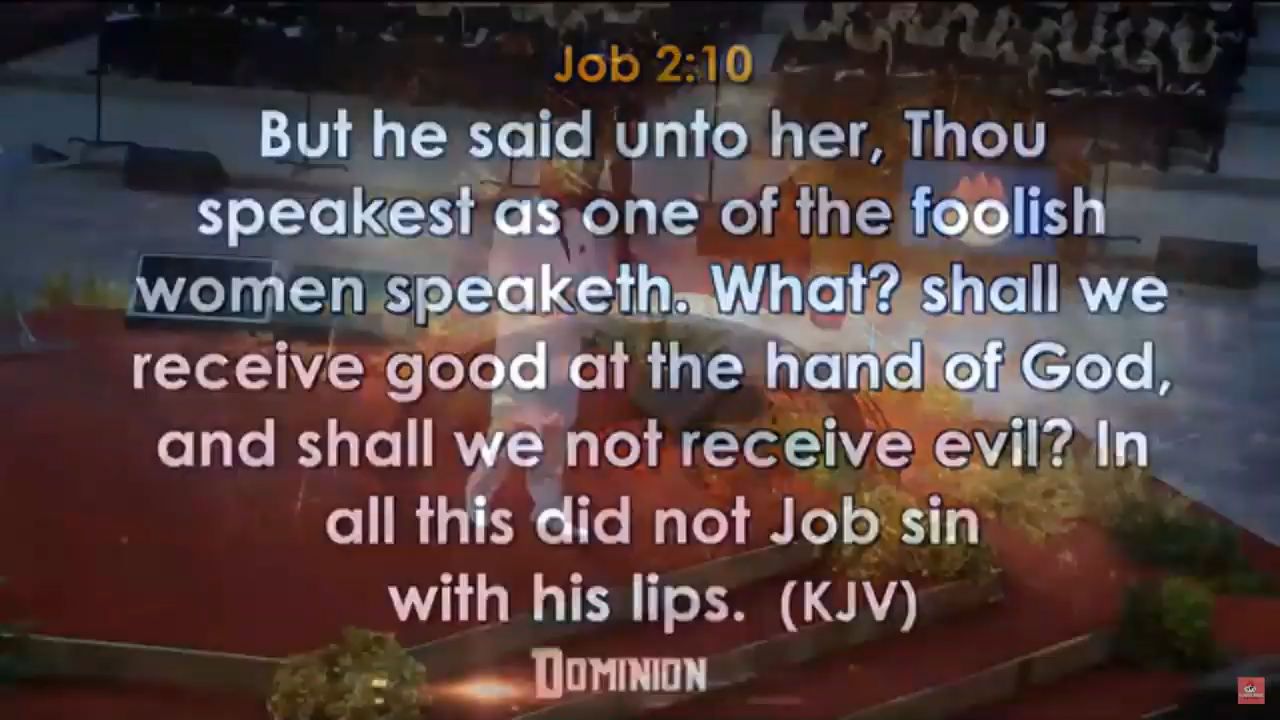 Job 2:10
But he said unto her, Thou
speakest as one of the foolish
women speaketh. What? shall we
receive good at the hand of God,
and shall we not receive evil? In
all this did not Job sin
with his lips. (KJV)
DOMINION